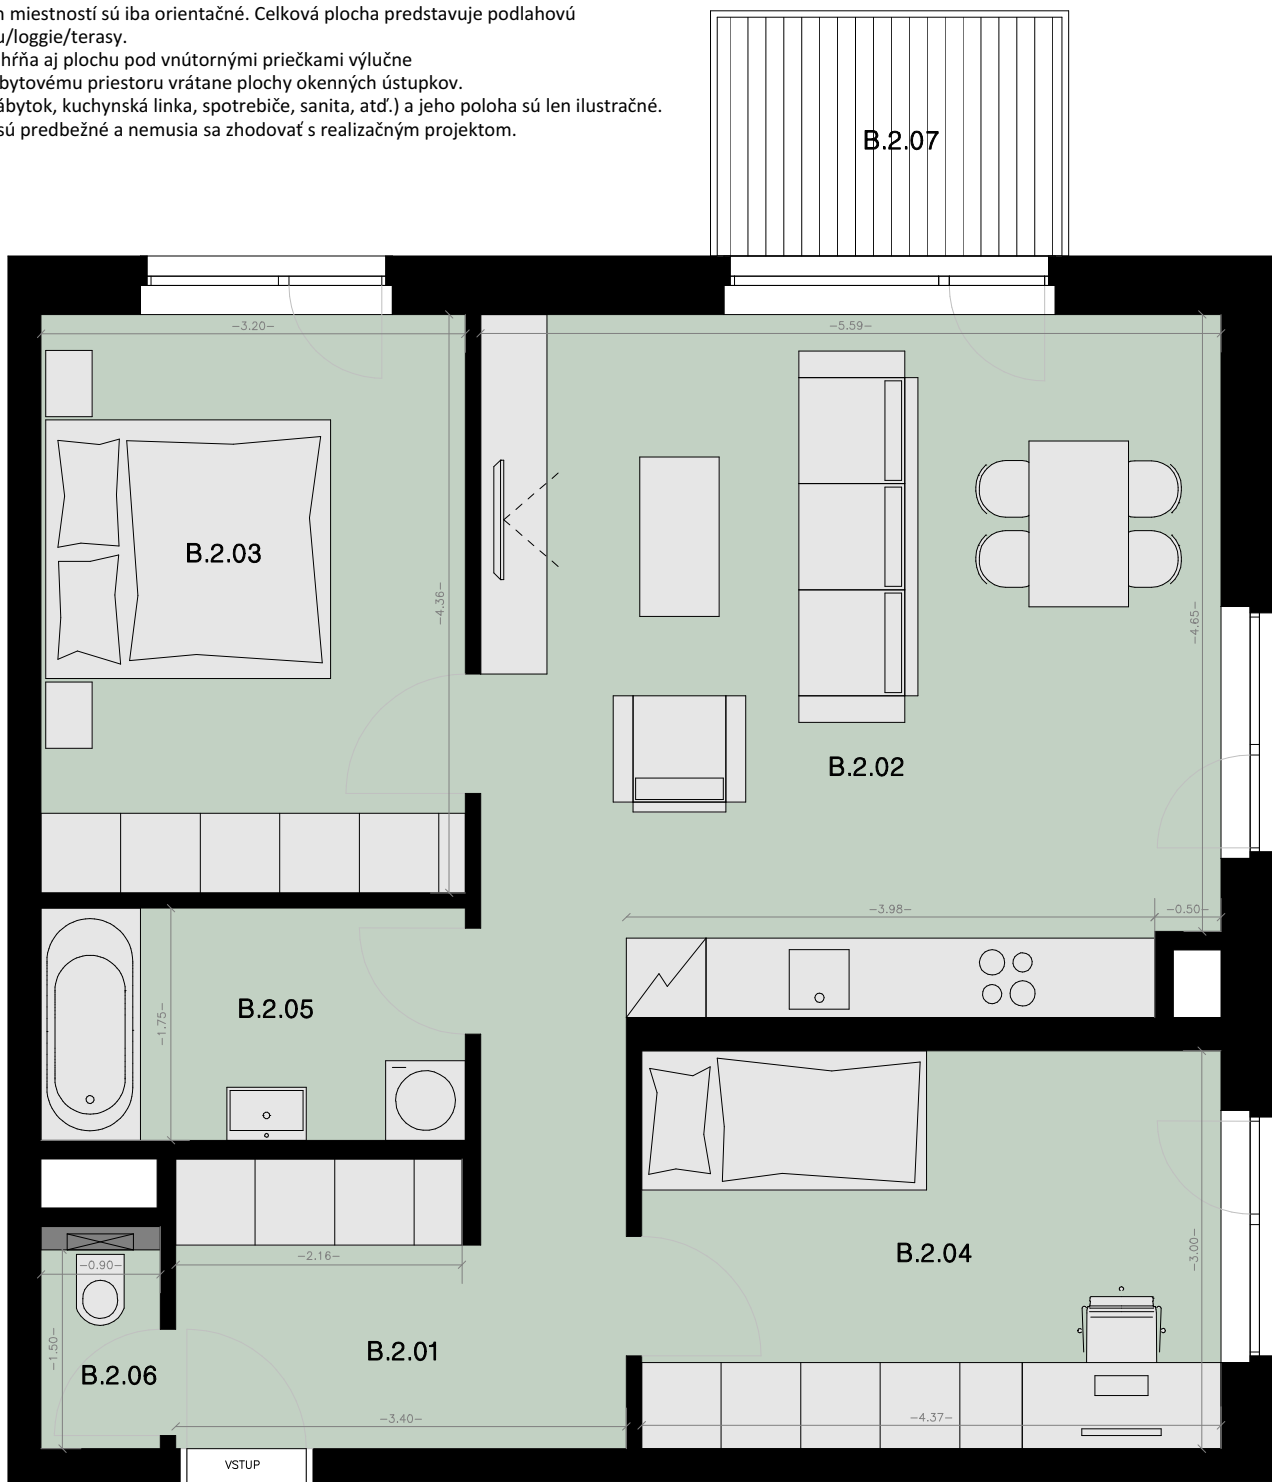 miestností sú iba orientačné. Celková plocha predstavuje podlahovú
u/loggie/terasy.
hŕňa aj plochu pod vnútornými priečkami výlučne
bytovému priestoru vrátane plochy okenných ústupkov.
ábytok, kuchynská linka, spotrebiče, sanita, atď.) a jeho poloha sú len ilustračné.
sú predbežné a nemusia sa zhodovať s realizačným projektom.
B.2.07
-3.20-
-5.59-
B.2.03
-4.36-
-4.65-
B.2.02
-3.98-
-0.50-
B.2.05
-1.75-
-2.16-
-0.90-
B.2.04
-3.00-
B.2.01
-1.50-
B.2.06
-3.40-
-4.37-
VSTUP